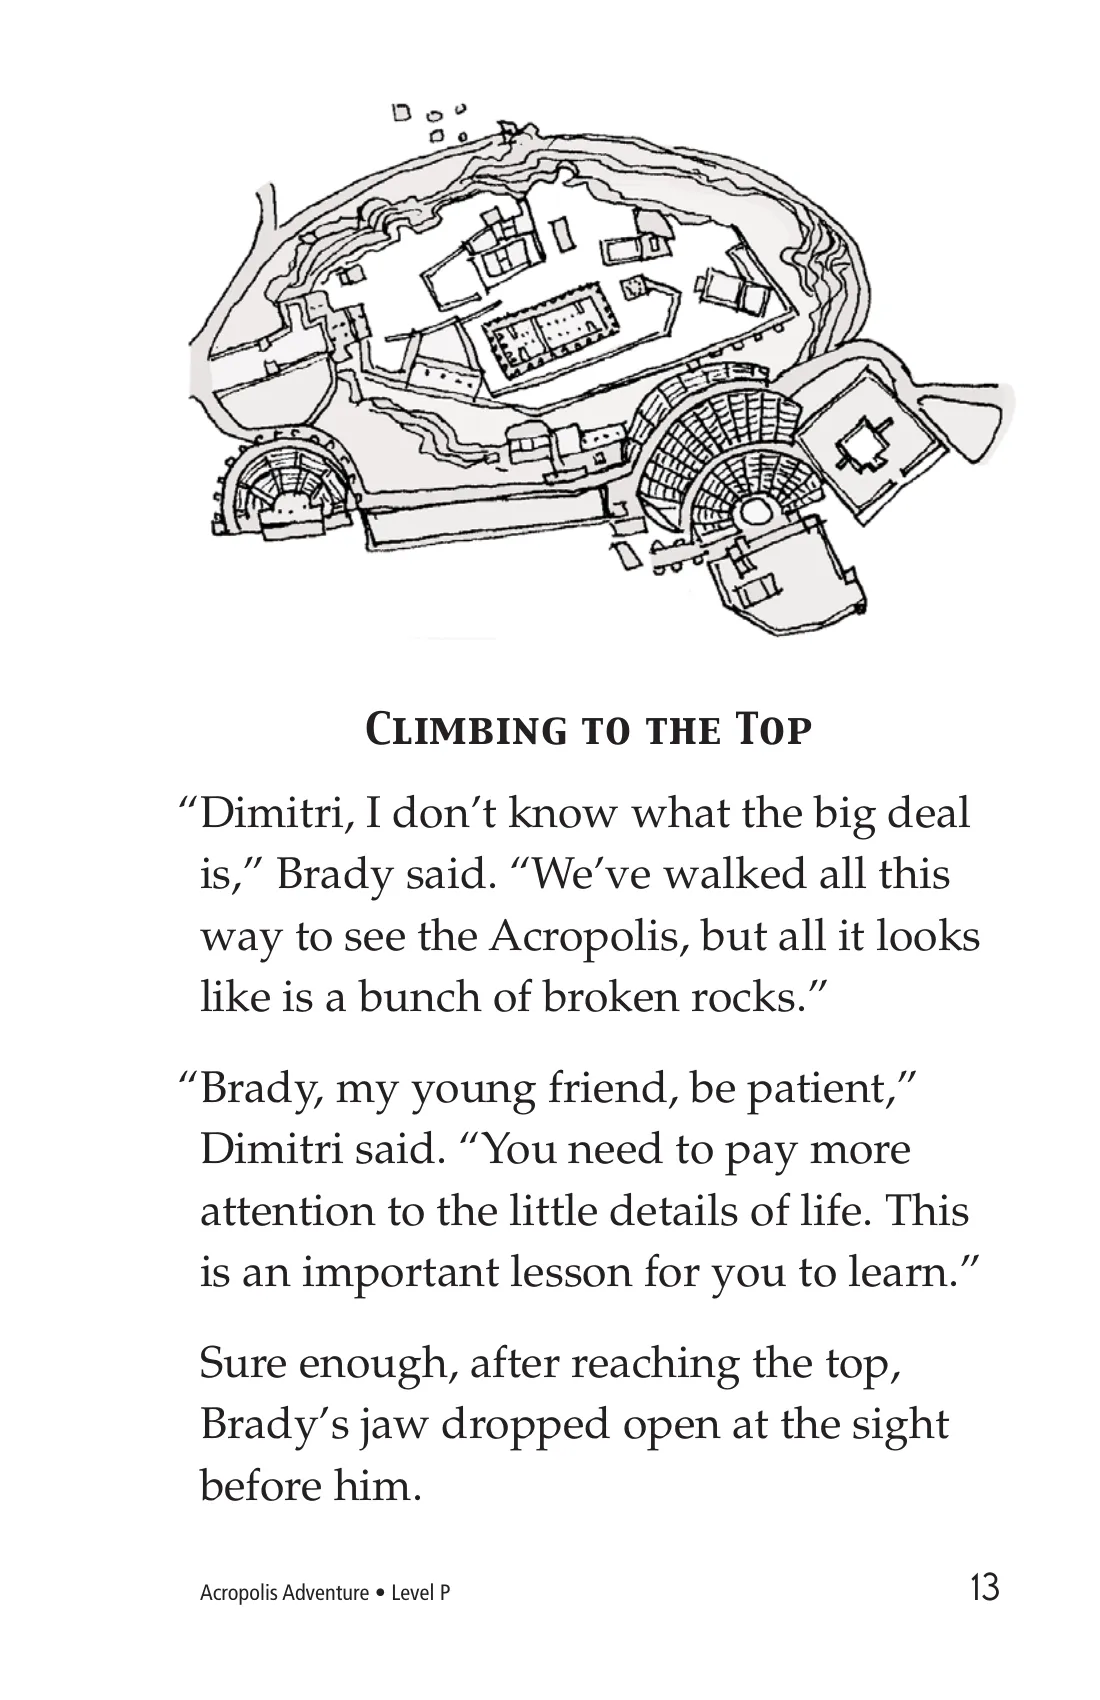 Climbing to the Top
“Dimitri, I don’t know what the big deal
is,” Brady said. “We’ve walked all this
way to see the Acropolis, but all it looks
like is a bunch of broken rocks.”
“Brady, my young friend, be patient,”
Dimitri said. “You need to pay more
attention to the little details of life. This
is an important lesson for you to learn.”
Sure enough, after reaching the top,
Brady’s jaw dropped open at the sight
before him.
Acropolis Adventure • Level P
13